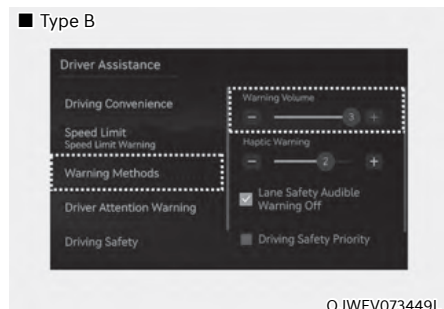 ■ Type B
Driver Assistance
Driving Convenience
Speed Limit
Speed Limit Warning
Warning Methods
Driver Attention Warning
Driving Safety
Warning Volume
− 3 +
Haptic Warning
− 2 +
Lane Safety Audible
Warning Off
Driving Safety Priority